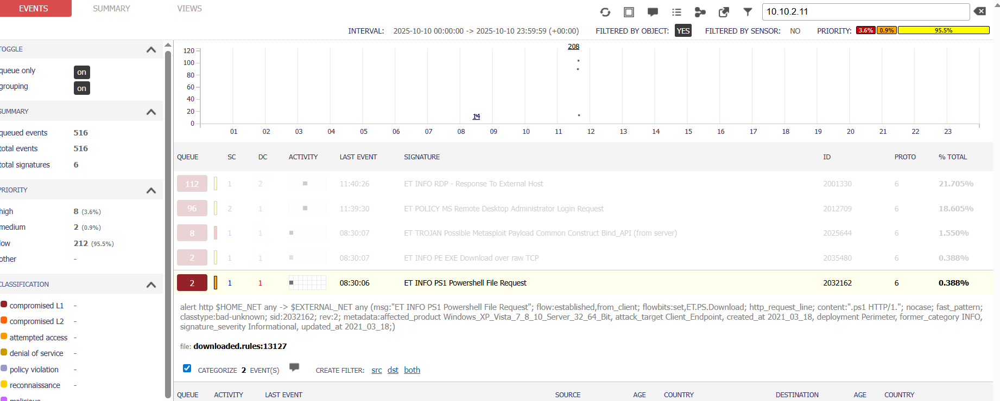 EVENTS SUMMARY VIEWS 10.10.2.11
INTERVAL: 2025-10-10 00:00:00 -> 2025-10-10 23:59:59 (+00:00) FILTERED BY OBJECT: YES FILTERED BY SENSOR: NO PRIORITY: 3.6% 0.9% 95.5%
TOGGLE
queue only on
grouping on
SUMMARY
queued events 516
total events 516
total signatures 6
PRIORITY
high 8 (3.6%)
medium 2 (0.9%)
low 212 (95.5%)
other -
CLASSIFICATION
compromised L1 -
compromised L2 -
attempted access -
denial of service -
policy violation -
reconnaissance -
malicious
208
120
100
80
60
40
20
0
14
01 02 03 04 05 06 07 08 09 10 11 12 13 14 15 16 17 18 19 20 21 22 23
QUEUE SC DC ACTIVITY LAST EVENT SIGNATURE ID PROTO % TOTAL
112 1 2 11:40:26 ET INFO RDP - Response To External Host 2001330 6 21.705%
96 2 1 11:39:30 ET POLICY MS Remote Desktop Administrator Login Request 2012709 6 18.605%
8 1 1 08:30:07 ET TROJAN Possible Metasploit Payload Common Construct Bind_API (from server) 2025644 6 1.550%
2 1 1 08:30:07 ET INFO PE EXE Download over raw TCP 2035480 6 0.388%
2 1 1 08:30:06 ET INFO PS1 Powershell File Request 2032162 6 0.388%
alert http $HOME_NET any -> $EXTERNAL_NET any (msg:"ET INFO PS1 Powershell File Request"; flow:established,from_client; flowbits:set,ET.PS.Download; http_request_line; content:".ps1 HTTP/1."; nocase; fast_pattern;
classtype:bad-unknown; sid:2032162; rev:2; metadata:affected_product Windows_XP_Vista_7_8_10_Server_32_64_Bit, attack_target Client_Endpoint, created_at 2021_03_18, deployment Perimeter, former_category INFO,
signature_severity Informational, updated_at 2021_03_18;)
file: downloaded.rules:13127
CATEGORIZE 2 EVENT(S) CREATE FILTER: src dst both
QUEUE ACTIVITY LAST EVENT SOURCE AGE COUNTRY DESTINATION AGE COUNTRY